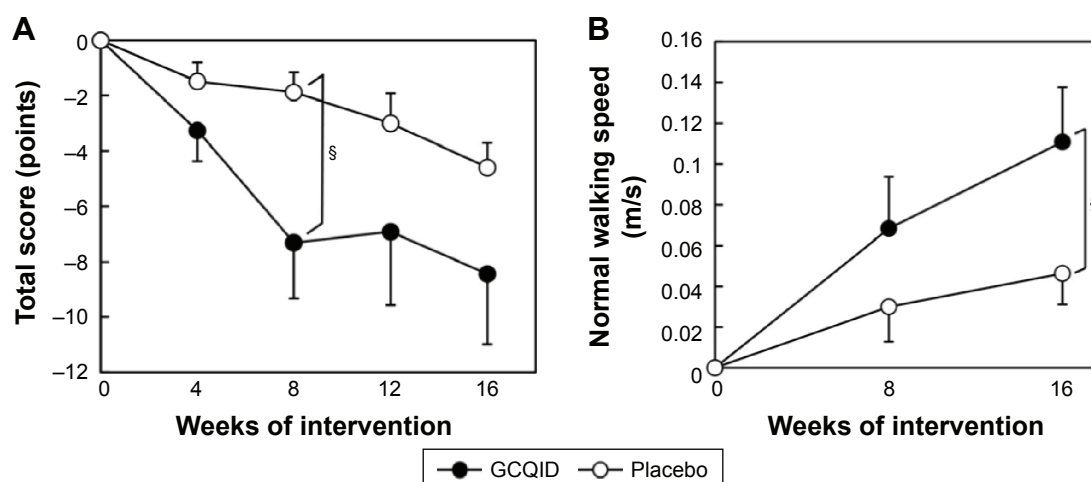 A
0
–2
–4
–6
–8
–10
–12
Total score (points)
§
0 4 8 12 16
Weeks of intervention
B
0.16
0.14
0.12
0.1
0.08
0.06
0.04
0.02
0
Normal walking speed
(m/s)
0 8 16
Weeks of intervention
GCQID Placebo